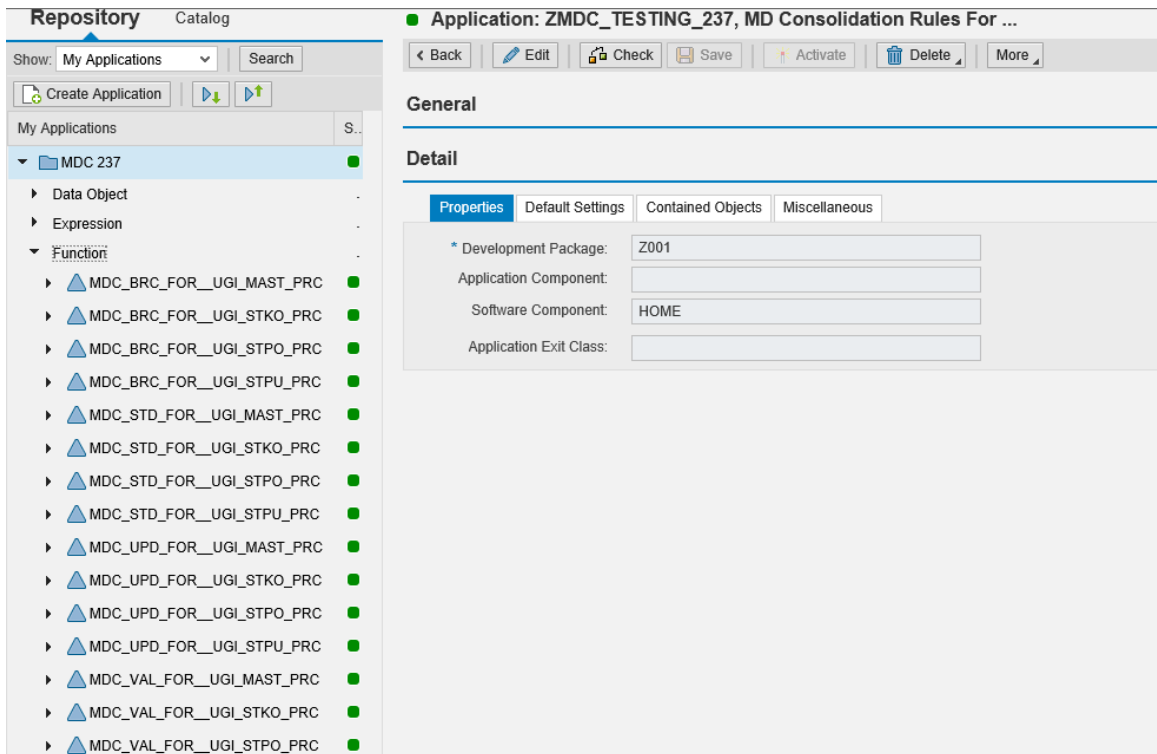 Repository Catalog
Show: My Applications Search
Create Application
My Applications S..
MDC 237
Data Object .
Expression .
Function .
MDC_BRC_FOR__UGI_MAST_PRC
MDC_BRC_FOR__UGI_STKO_PRC
MDC_BRC_FOR__UGI_STPO_PRC
MDC_BRC_FOR__UGI_STPU_PRC
MDC_STD_FOR__UGI_MAST_PRC
MDC_STD_FOR__UGI_STKO_PRC
MDC_STD_FOR__UGI_STPO_PRC
MDC_STD_FOR__UGI_STPU_PRC
MDC_UPD_FOR__UGI_MAST_PRC
MDC_UPD_FOR__UGI_STKO_PRC
MDC_UPD_FOR__UGI_STPO_PRC
MDC_UPD_FOR__UGI_STPU_PRC
MDC_VAL_FOR__UGI_MAST_PRC
MDC_VAL_FOR__UGI_STKO_PRC
MDC_VAL_FOR__UGI_STPO_PRC
Application: ZMDC_TESTING_237, MD Consolidation Rules For ...
Back Edit Check Save Activate Delete More
General
Detail
Properties Default Settings Contained Objects Miscellaneous
* Development Package: Z001
Application Component:
Software Component: HOME
Application Exit Class: